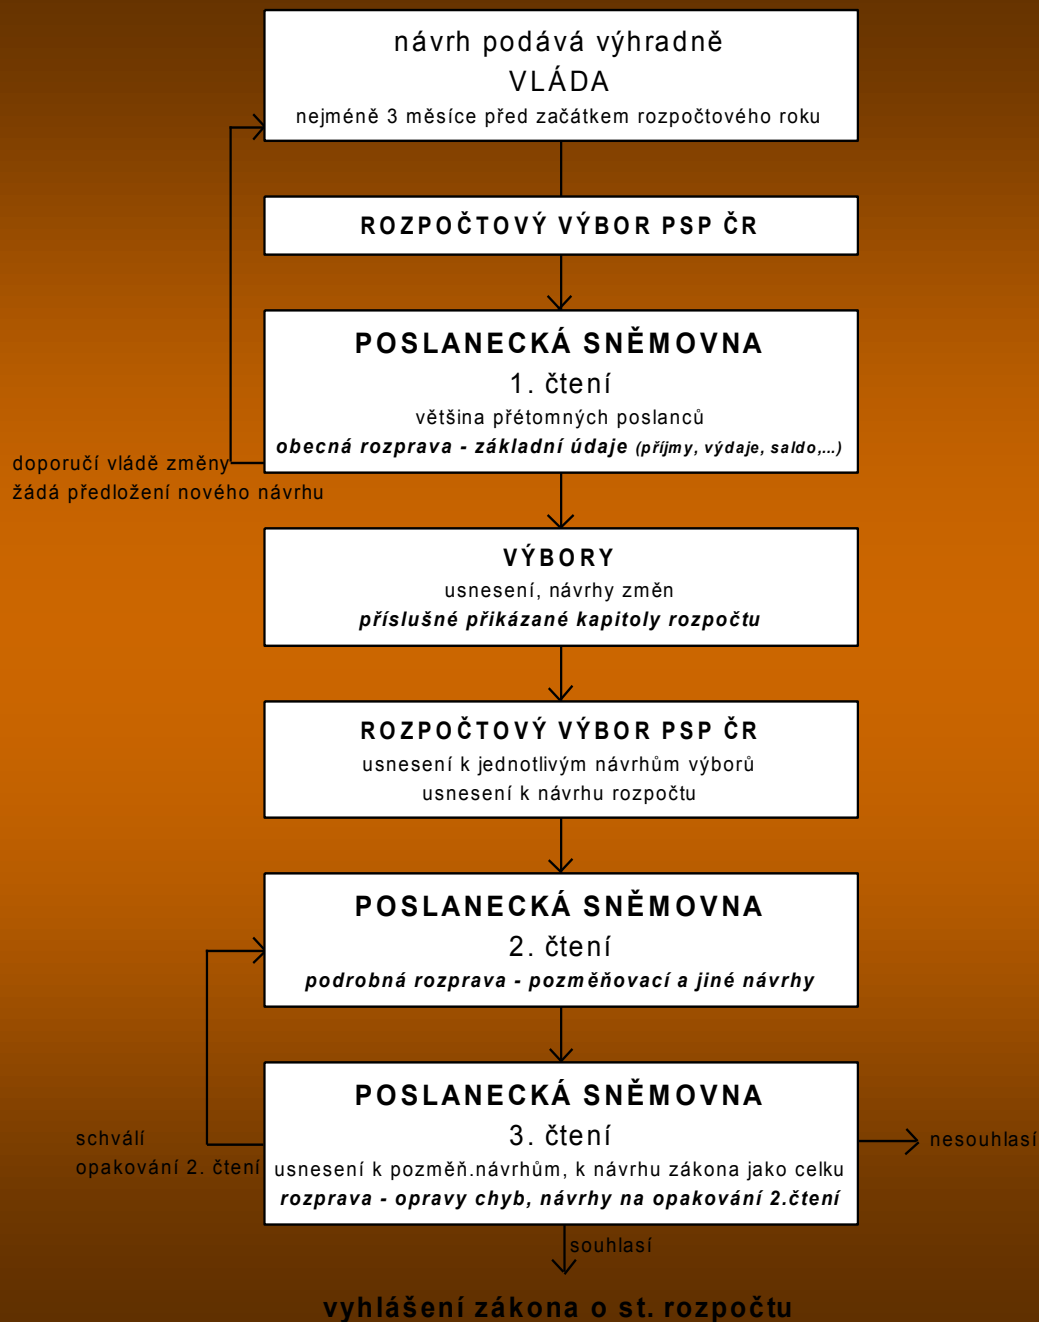 návrh podává výhradně
VLÁDA
nejméně 3 měsíce před začátkem rozpočtového roku
ROZPOČTOVÝ VÝBOR PSP ČR
POSLANECKÁ SNĚMOVNA
1. čtení
většina přétomných poslanců
obecná rozprava - základní údaje (příjmy, výdaje, saldo,...)
doporučí vládě změny
žádá předložení nového návrhu
VÝBORY
usnesení, návrhy změn
příslušné přikázané kapitoly rozpočtu
ROZPOČTOVÝ VÝBOR PSP ČR
usnesení k jednotlivým návrhům výborů
usnesení k návrhu rozpočtu
POSLANECKÁ SNĚMOVNA
2. čtení
podrobná rozprava - pozměňovací a jiné návrhy
POSLANECKÁ SNĚMOVNA
3. čtení
usnesení k pozměň.návrhům, k návrhu zákona jako celku
rozprava - opravy chyb, návrhy na opakování 2.čtení
schválí
opakování 2. čtení
nesouhlasí
souhlasí
vyhlášení zákona o st. rozpočtu